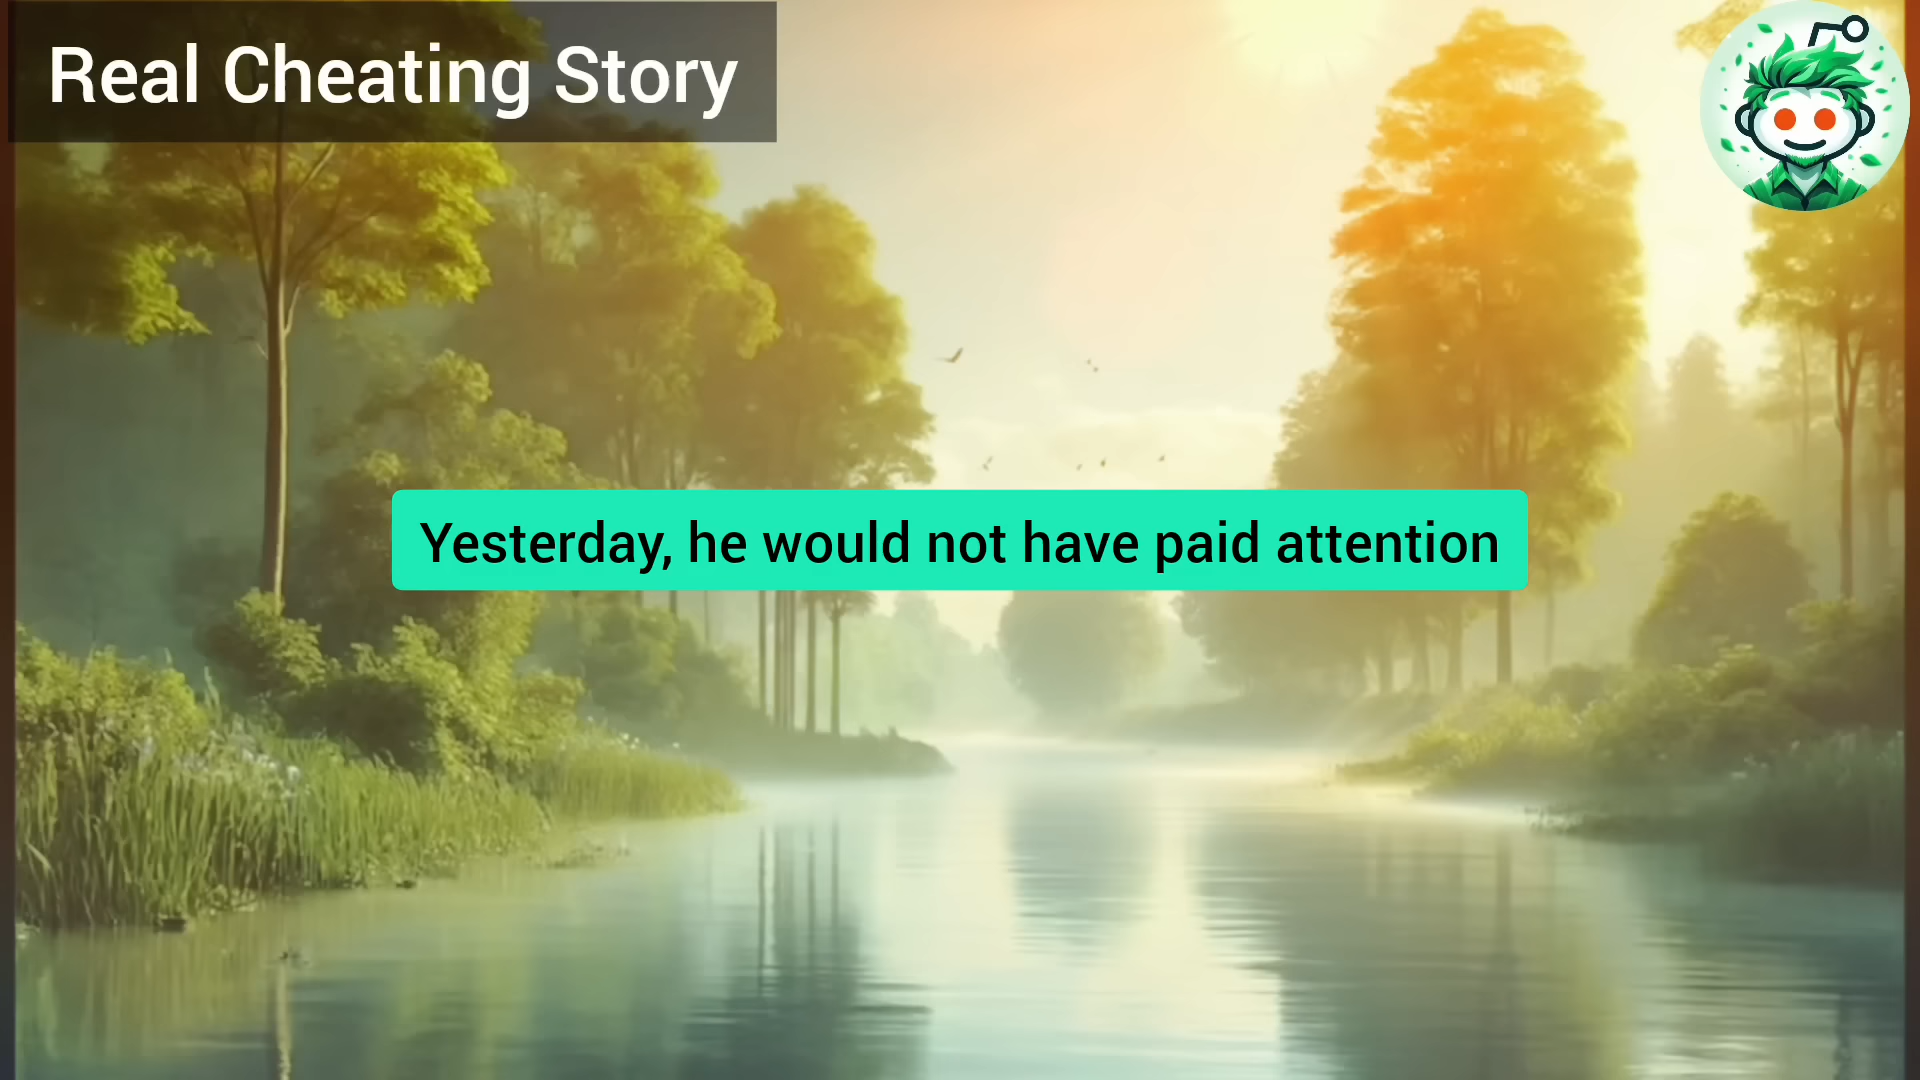 Real Cheating Story
Yesterday, he would not have paid attention